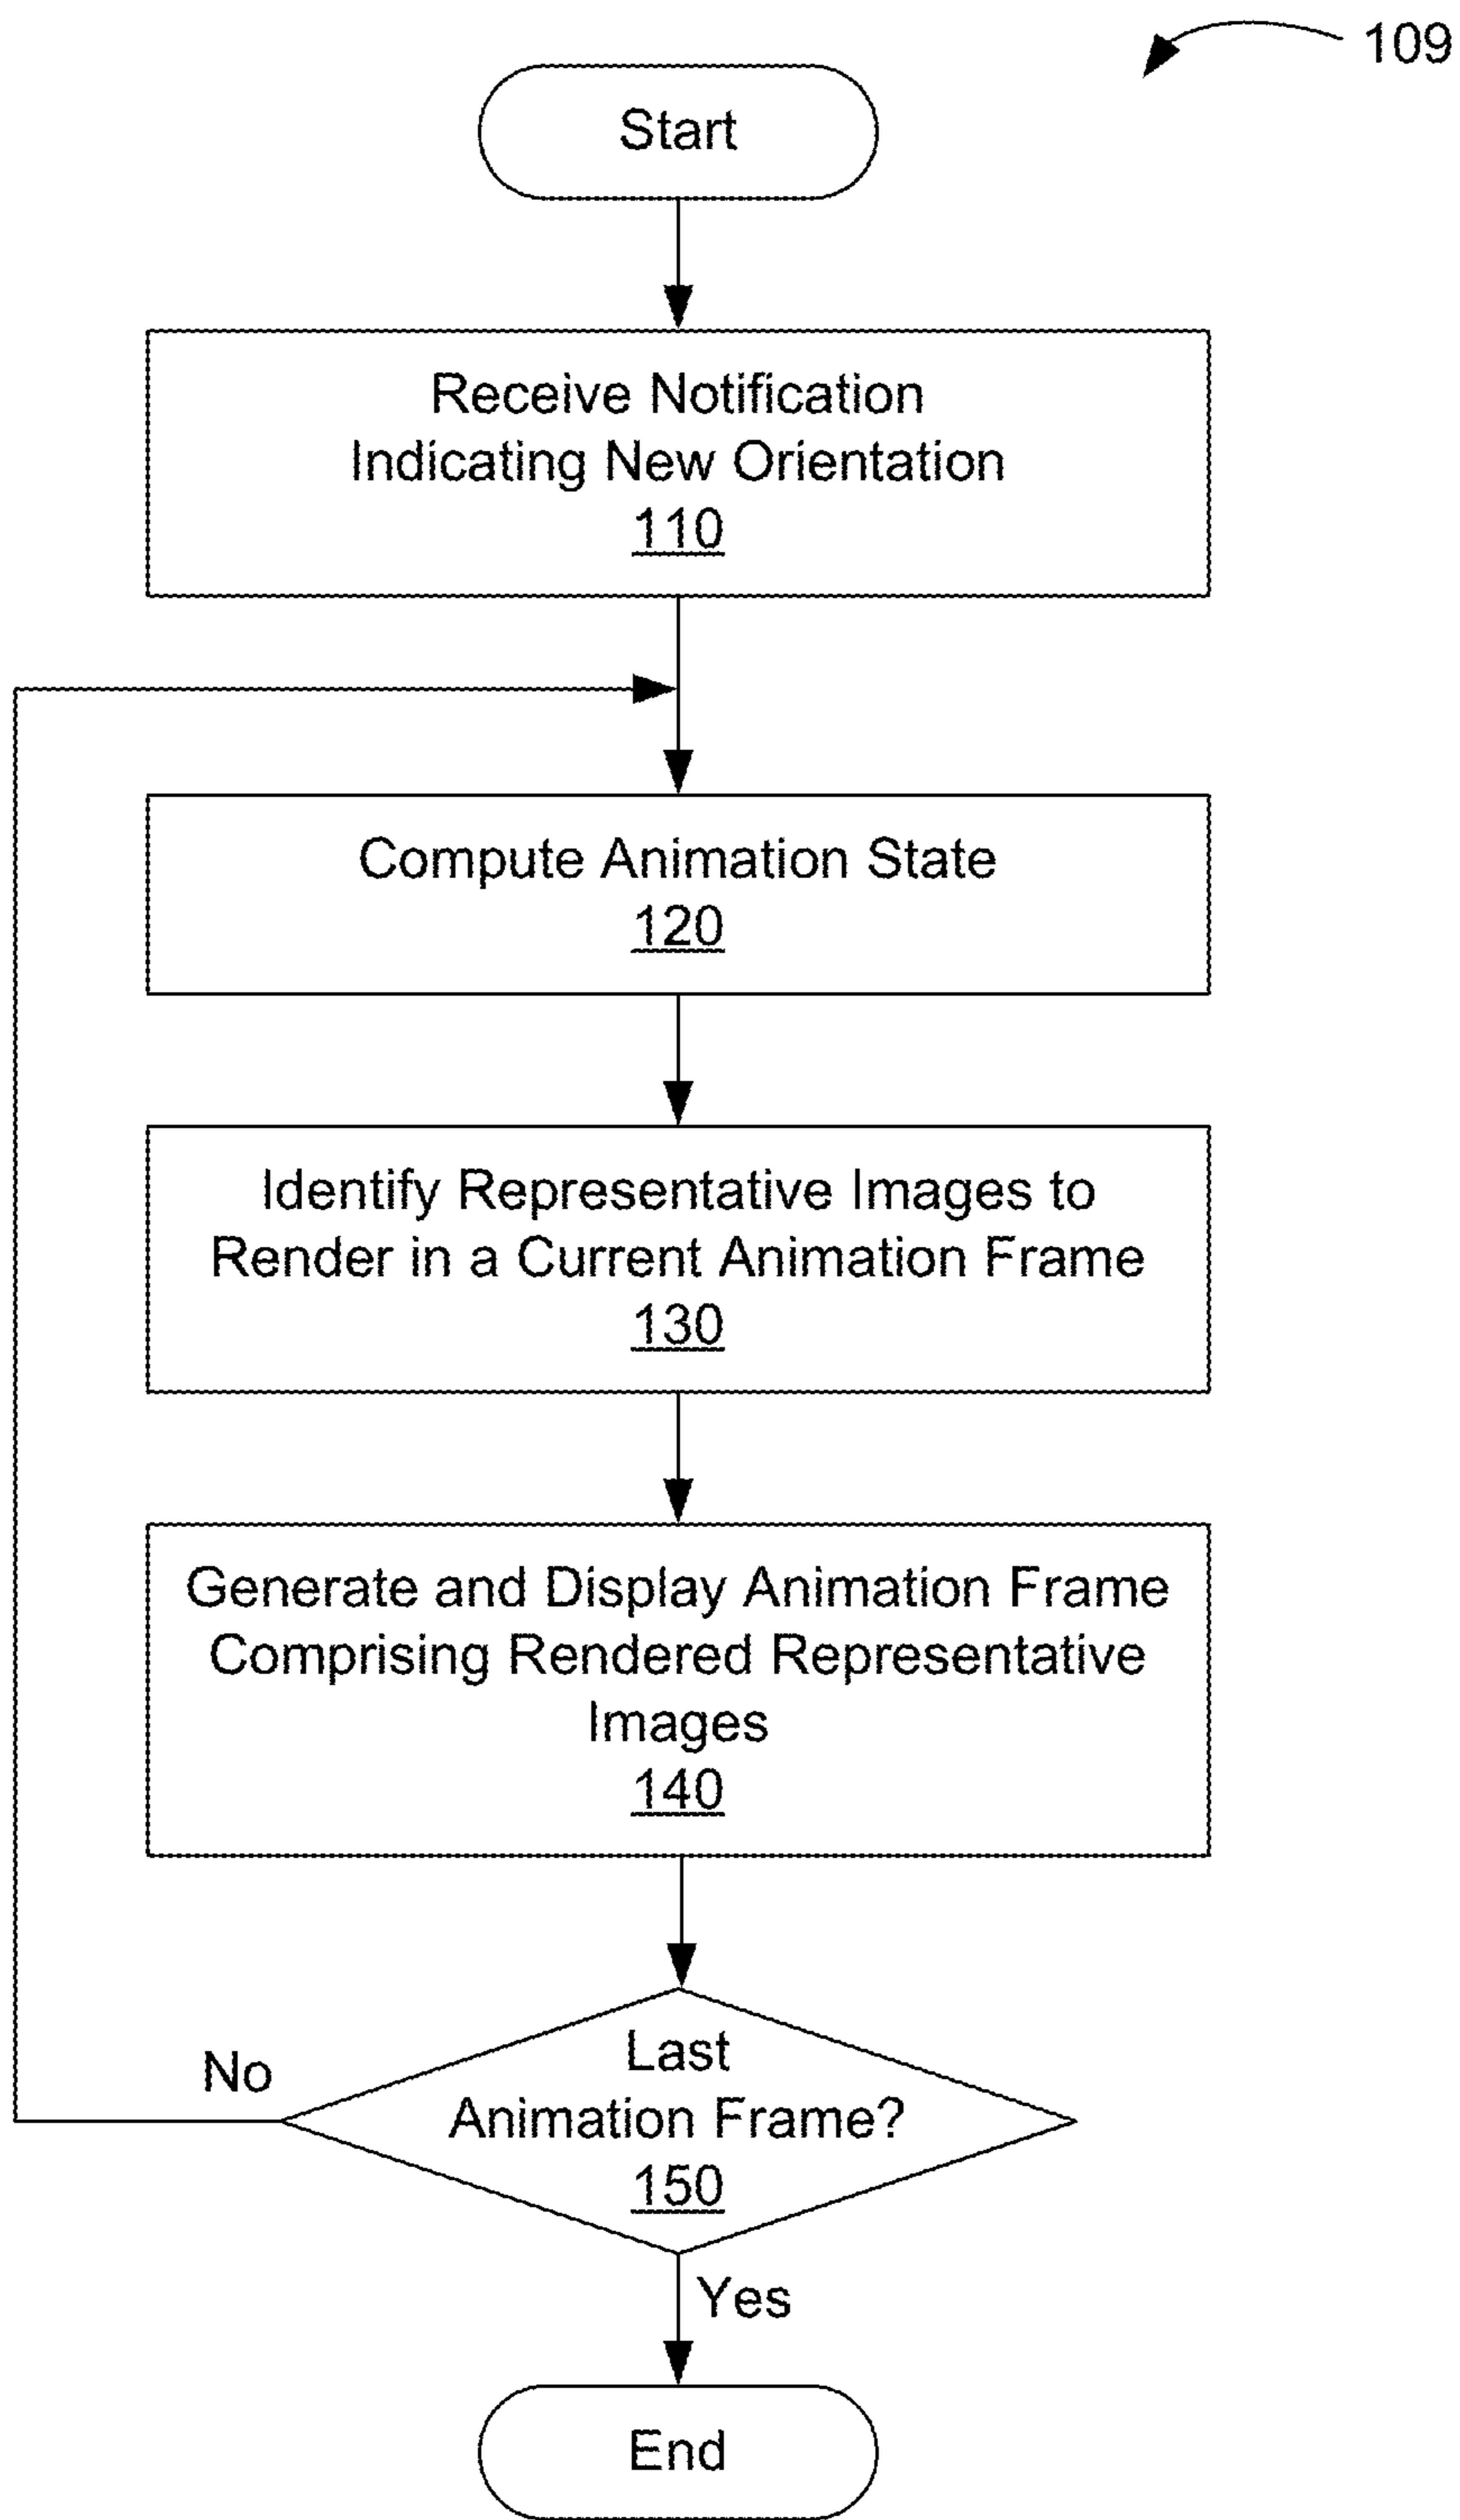 109
Start
Receive Notification
Indicating New Orientation
110
Compute Animation State
120
Identify Representative Images to
Render in a Current Animation Frame
130
Generate and Display Animation Frame
Comprising Rendered Representative
Images
140
Last
Animation Frame?
150
No
Yes
End